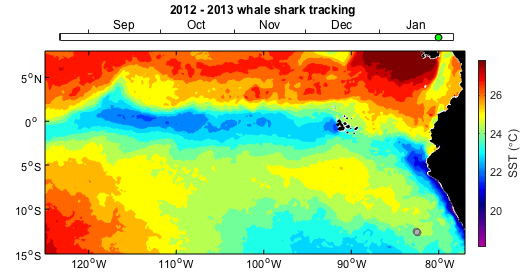 2012 - 2013 whale shark tracking
Sep Oct Nov Dec Jan
5°N
0°
5°S
10°S
15°S
120°W 110°W 100°W 90°W 80°W
26
24
22
20
SST (°C)